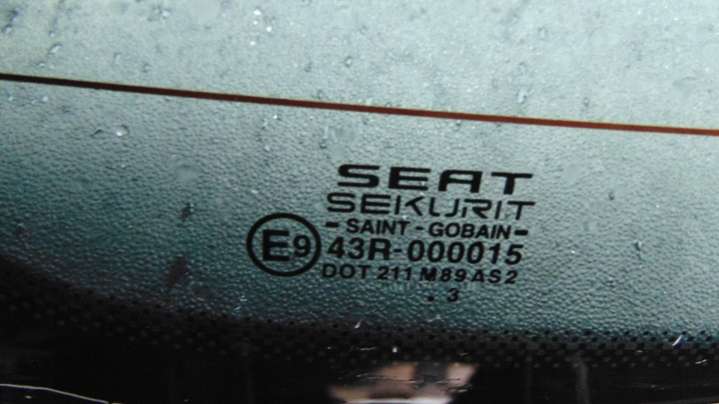 SEAT
SEKURIT
- SAINT - GOBAIN -
E9 43R-000015
DOT 211 M89 AS2
. 3